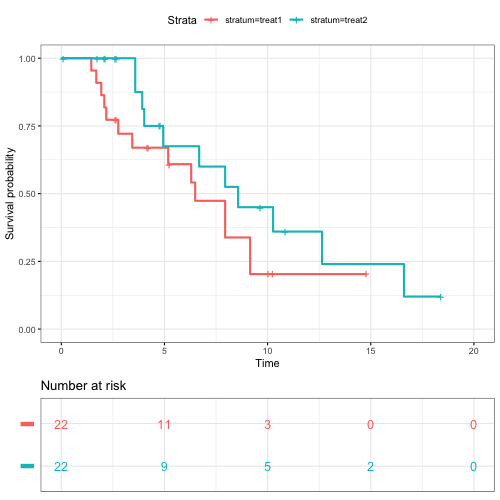 Strata stratum=treat1 stratum=treat2
Survival probability
1.00
0.75
0.50
0.25
0.00
0 5 10 15 20
Time
Number at risk
22 11 3 0 0
22 9 5 2 0